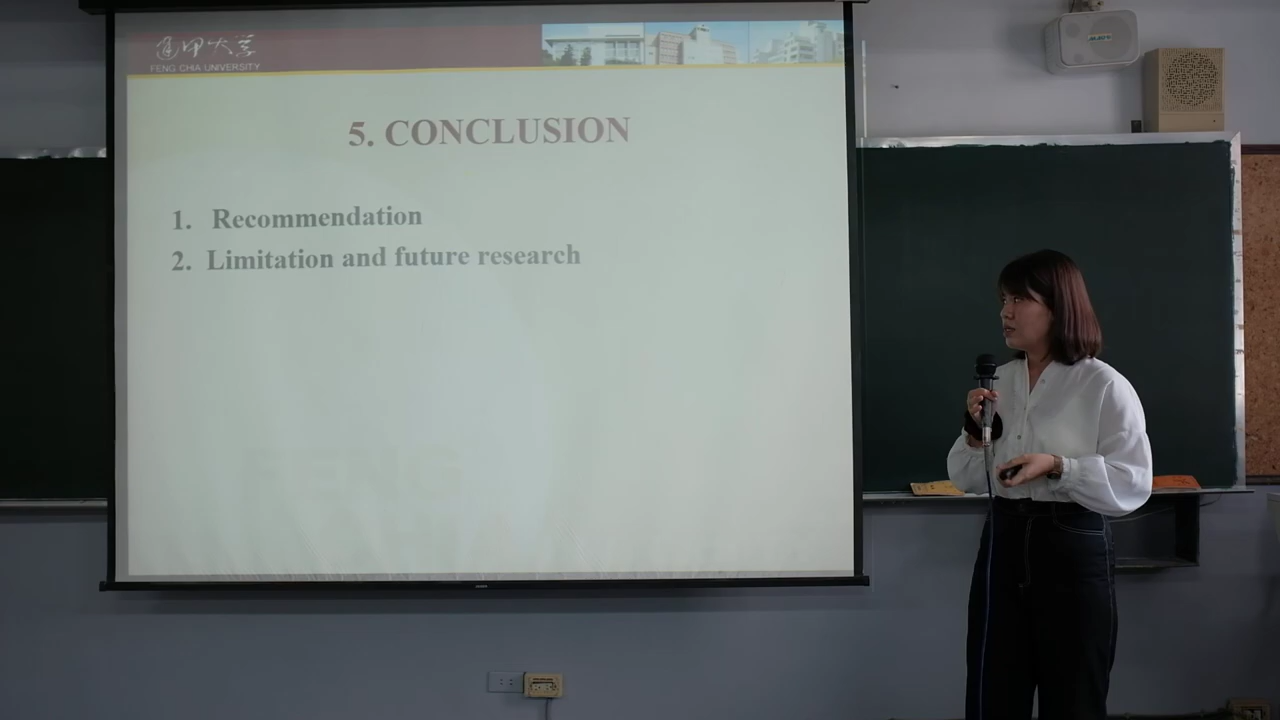 逢甲大學
FENG CHIA UNIVERSITY
5. CONCLUSION
1. Recommendation
2. Limitation and future research